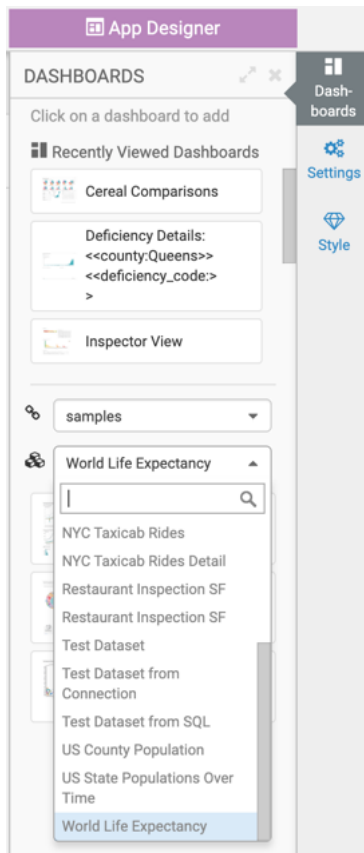 App Designer
DASHBOARDS
Dash-
boards
Click on a dashboard to add
Recently Viewed Dashboards
Settings
Cereal Comparisons
Style
Deficiency Details:
<<county:Queens>>
<<deficiency_code:>
>
Inspector View
samples
World Life Expectancy
NYC Taxicab Rides
NYC Taxicab Rides Detail
Restaurant Inspection SF
Restaurant Inspection SF
Test Dataset
Test Dataset from
Connection
Test Dataset from SQL
US County Population
US State Populations Over
Time
World Life Expectancy